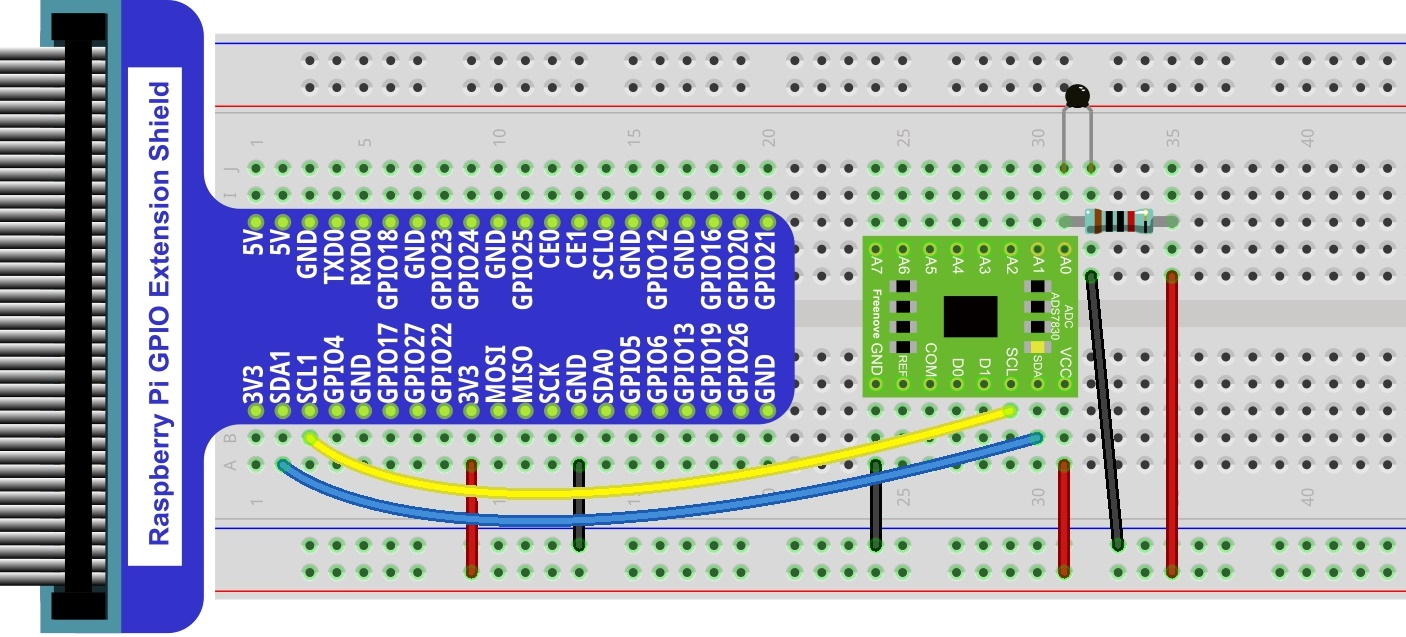 Raspberry Pi GPIO Extension Shield
1 5 10 15 20 25 30 35 40
J
I
5V 5V GND TXD0 RXD0 GPIO18 GND GPIO23 GPIO24 GND GPIO25 CE0 CE1 SCL0 GND GPIO12 GND GPIO16 GPIO20 GPIO21
3V3 SDA1 SCL1 GPIO4 GND GPIO17 GPIO27 GPIO22 3V3 MOSI MISO SCK GND SDA0 GPIO5 GPIO6 GPIO13 GPIO19 GPIO26 GND
A7 A6 A5 A4 A3 A2 A1 A0
Freenove
ADC
ADS7830
GND REF COM D0 D1 SCL SDA VCC
B
A
1 15 25 30 40